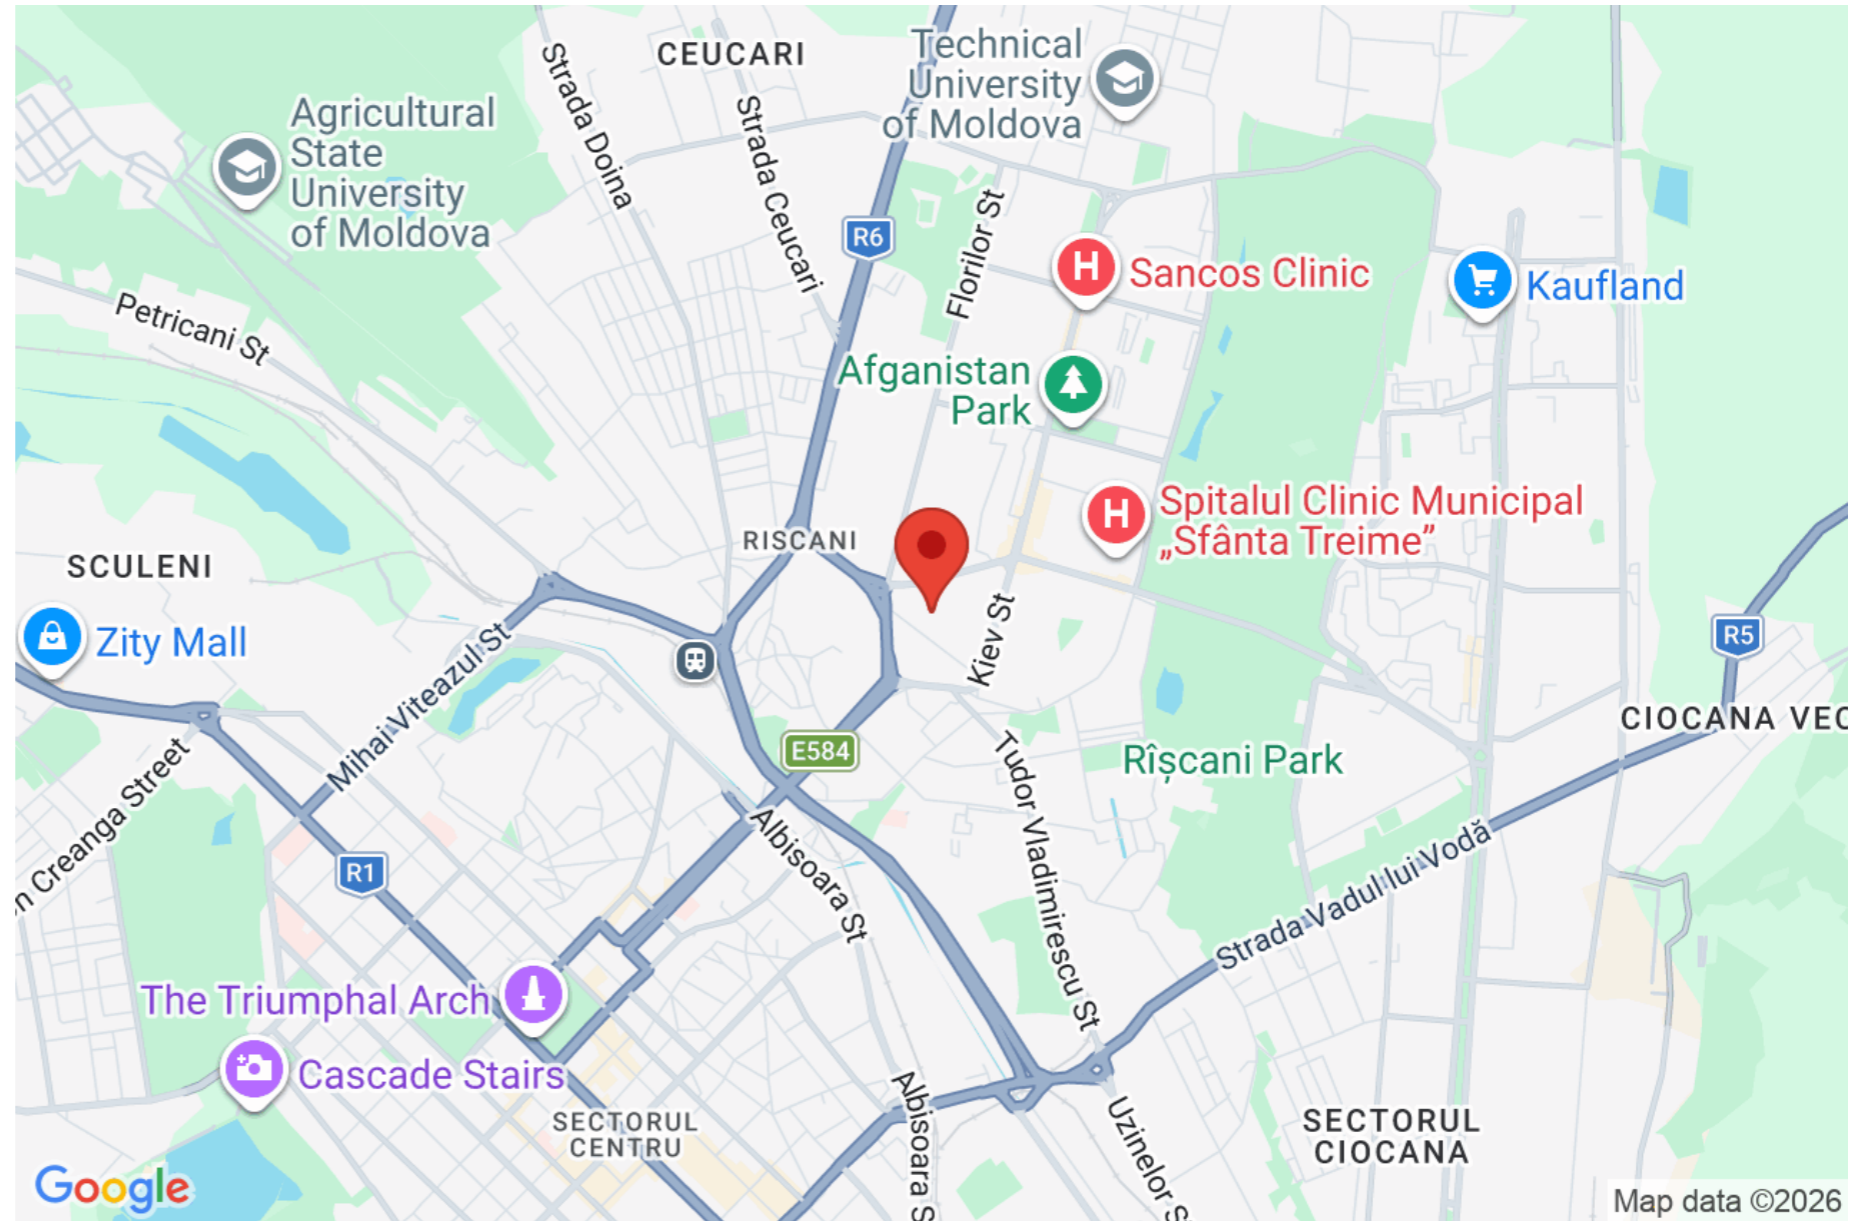 CEUCARI
Technical
University
of Moldova
Strada Doina
Strada Ceucari
Agricultural
State
University
of Moldova
R6
Florilor St
Sancos Clinic
Kaufland
Petricani St
Afganistan
Park
Spitalul Clinic Municipal
„Sfânta Treime”
RISCANI
SCULENI
Zity Mall
Mihai Viteazul St
Kiev St
R5
CIOCANA VEC
E584
Rîșcani Park
Tudor Vladimirescu St
n Creanga Street
R1
Albisoara St
Strada Vadul lui Vodă
The Triumphal Arch
Cascade Stairs
SECTORUL
CENTRU
Albisoara S
Uzinelor S
SECTORUL
CIOCANA
Google
Map data ©2026